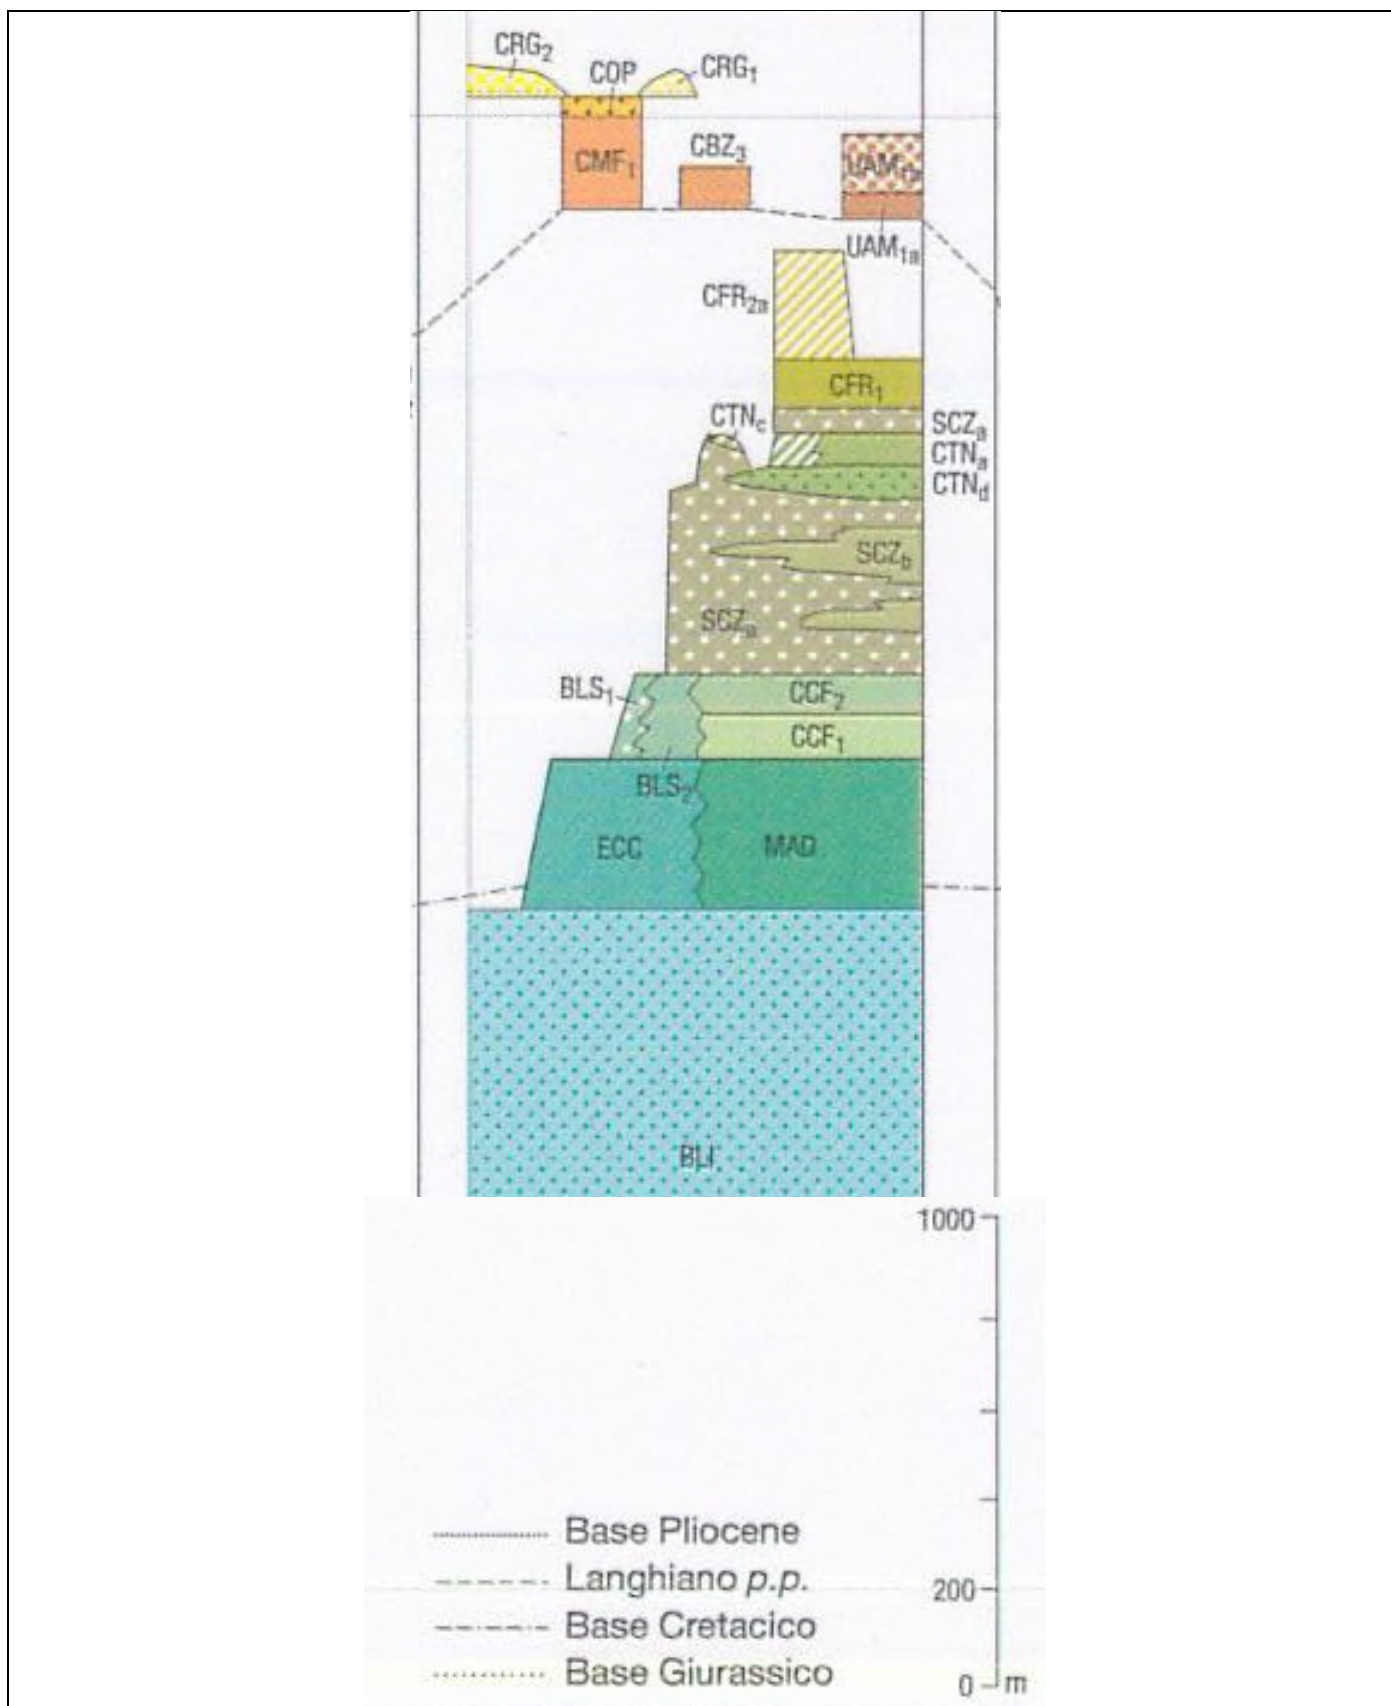 CRG2
COP
CRG1
CMF1
CBZ3
UAM1b
UAM1a
CFR2a
CFR1
CTNc
SCZa
CTNa
CTNd
SCZb
SCZa
BLS1
CCF2
CCF1
BLS2
ECC
MAD
BLI
1000
Base Pliocene
Langhiano p.p.
200
Base Cretacico
Base Giurassico
0 m